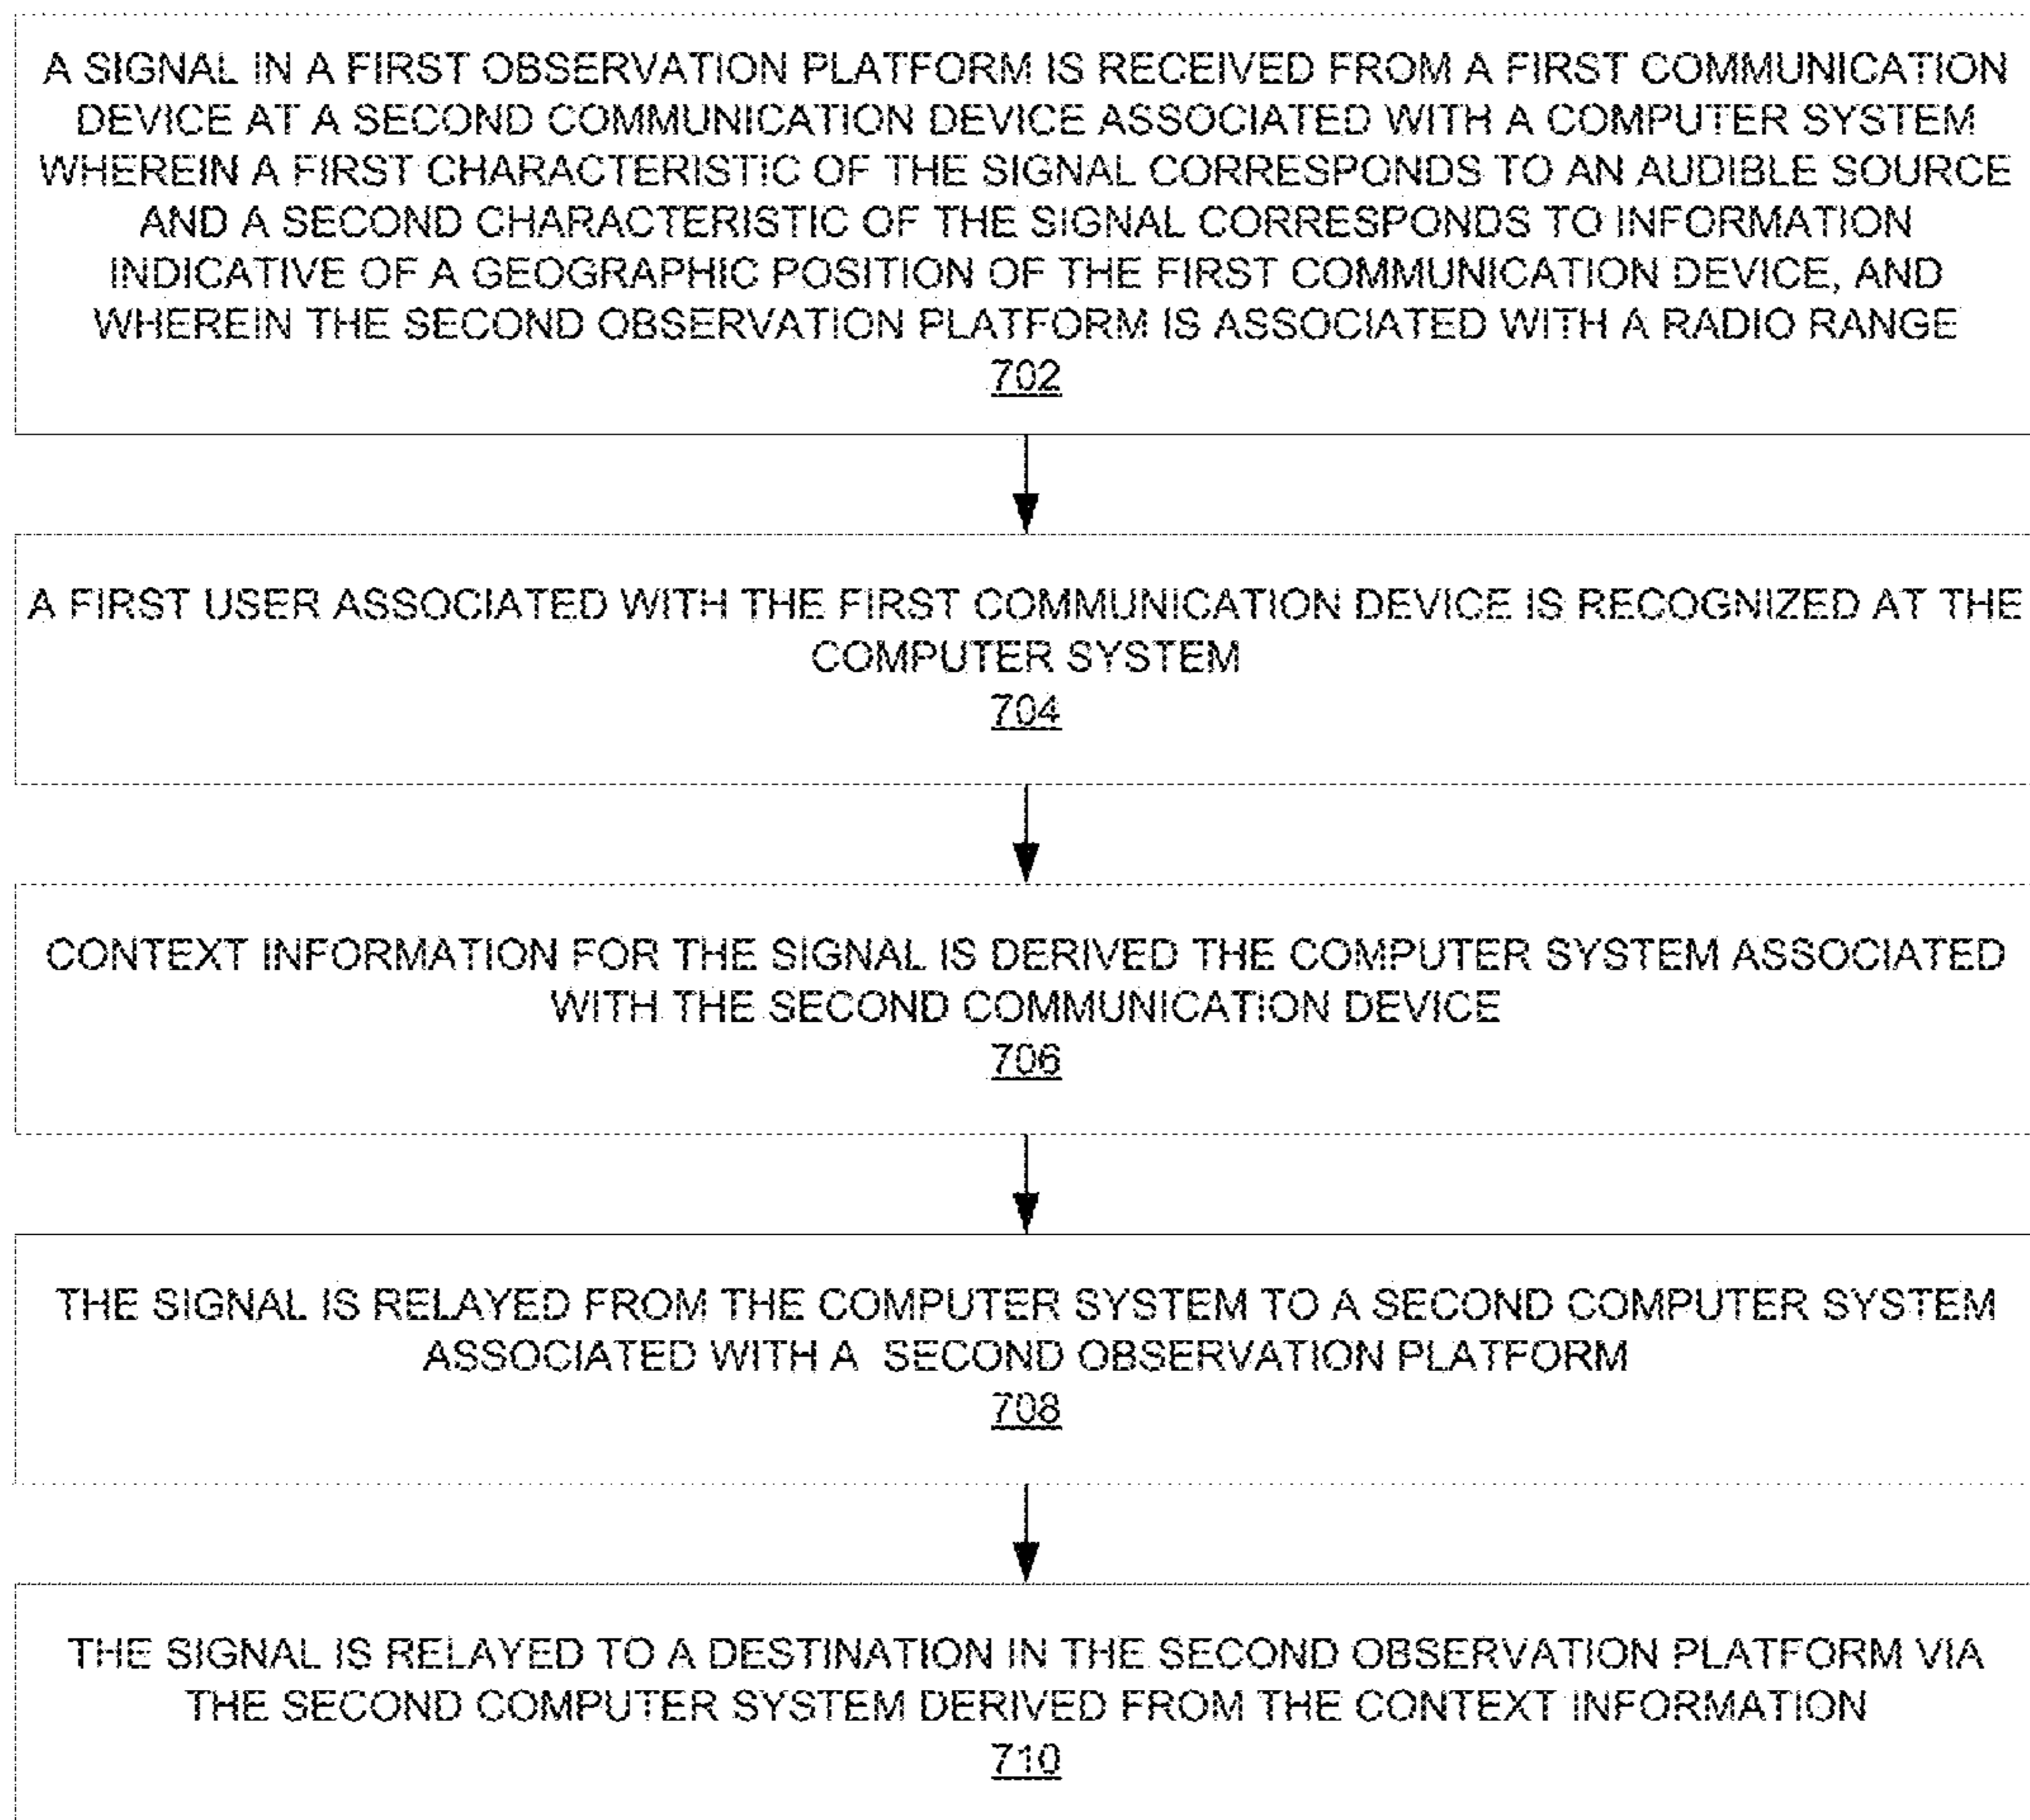 A SIGNAL IN A FIRST OBSERVATION PLATFORM IS RECEIVED FROM A FIRST COMMUNICATION
DEVICE AT A SECOND COMMUNICATION DEVICE ASSOCIATED WITH A COMPUTER SYSTEM
WHEREIN A FIRST CHARACTERISTIC OF THE SIGNAL CORRESPONDS TO AN AUDIBLE SOURCE
AND A SECOND CHARACTERISTIC OF THE SIGNAL CORRESPONDS TO INFORMATION
INDICATIVE OF A GEOGRAPHIC POSITION OF THE FIRST COMMUNICATION DEVICE, AND
WHEREIN THE SECOND OBSERVATION PLATFORM IS ASSOCIATED WITH A RADIO RANGE
702
A FIRST USER ASSOCIATED WITH THE FIRST COMMUNICATION DEVICE IS RECOGNIZED AT THE
COMPUTER SYSTEM
704
CONTEXT INFORMATION FOR THE SIGNAL IS DERIVED THE COMPUTER SYSTEM ASSOCIATED
WITH THE SECOND COMMUNICATION DEVICE
706
THE SIGNAL IS RELAYED FROM THE COMPUTER SYSTEM TO A SECOND COMPUTER SYSTEM
ASSOCIATED WITH A SECOND OBSERVATION PLATFORM
708
THE SIGNAL IS RELAYED TO A DESTINATION IN THE SECOND OBSERVATION PLATFORM VIA
THE SECOND COMPUTER SYSTEM DERIVED FROM THE CONTEXT INFORMATION
710